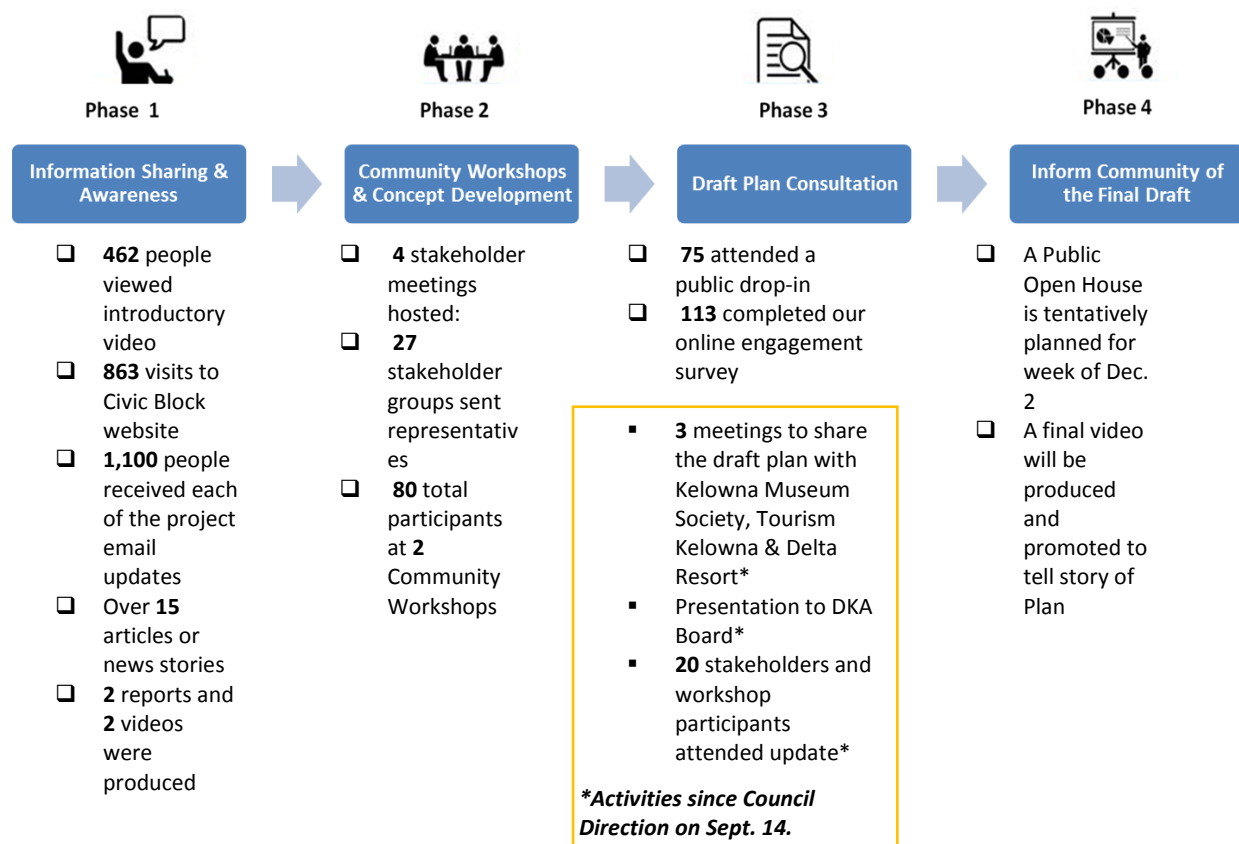 Phase 1
Information Sharing &
Awareness
462 people
viewed
introductory
video
863 visits to
Civic Block
website
1,100 people
received each
of the project
email
updates
Over 15
articles or
news stories
2 reports and
2 videos
were
produced
Phase 2
Community Workshops
& Concept Development
4 stakeholder
meetings
hosted:
27
stakeholder
groups sent
representativ
es
80 total
participants
at 2
Community
Workshops
Phase 3
Draft Plan Consultation
75 attended a
public drop-in
113 completed our
online engagement
survey
3 meetings to share
the draft plan with
Kelowna Museum
Society, Tourism
Kelowna & Delta
Resort*
Presentation to DKA
Board*
20 stakeholders and
workshop
participants
attended update*
*Activities since Council
Direction on Sept. 14.
Phase 4
Inform Community of
the Final Draft
A Public
Open House
is tentatively
planned for
week of Dec.
2
A final video
will be
produced
and
promoted to
tell story of
Plan